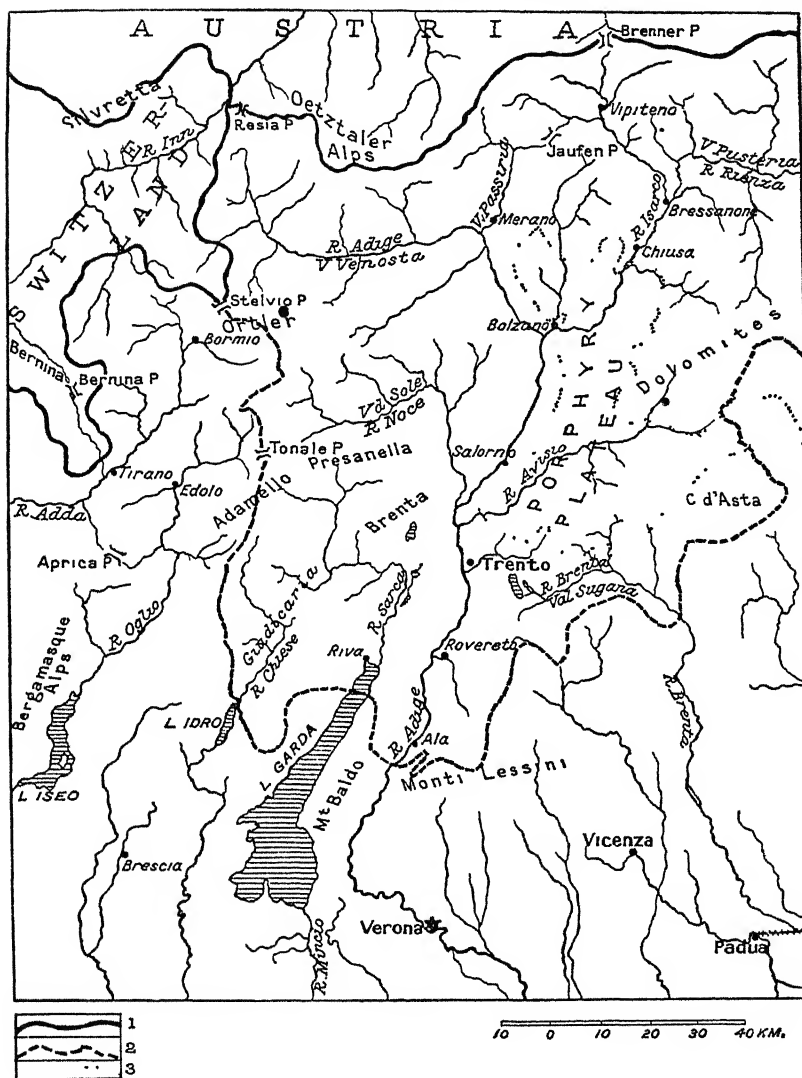 AUSTRIA
Brenner P
Silvretta
Oetztaler
Alps
Resia P
R Inn
SWITZER-
LAND
Vipiteno
Jaufen P
V Pusteria
R Rienza
V. Passiria
Merano
R Isarco
Bressanone
Chiusa
R Adige
V Venosta
Stelvio P
Ortler
Bormio
Bolzano
Bernina
Bernina P
Dolomites
V d Sole
R Noce
PORPHYRY
PLATEAU
Tonale P
Presanella
Salorno
R Avisio
Tirano
Edolo
Adamello
Brenta
C d'Asta
R. Adda
Aprica P
Trento
R Brenta
Val Sugana
Giudicaria
R Sarca
R Oglio
R Chiese
Riva
Rovereto
Bergamasque
Alps
L IDRO
L GARDA
R Adige
Ala
R Brenta
Monti Lessini
L ISEO
Mt Baldo
Brescia
Vicenza
Verona
Padua
R. Mincio
1
2
3
10 0 10 20 30 40 KM.